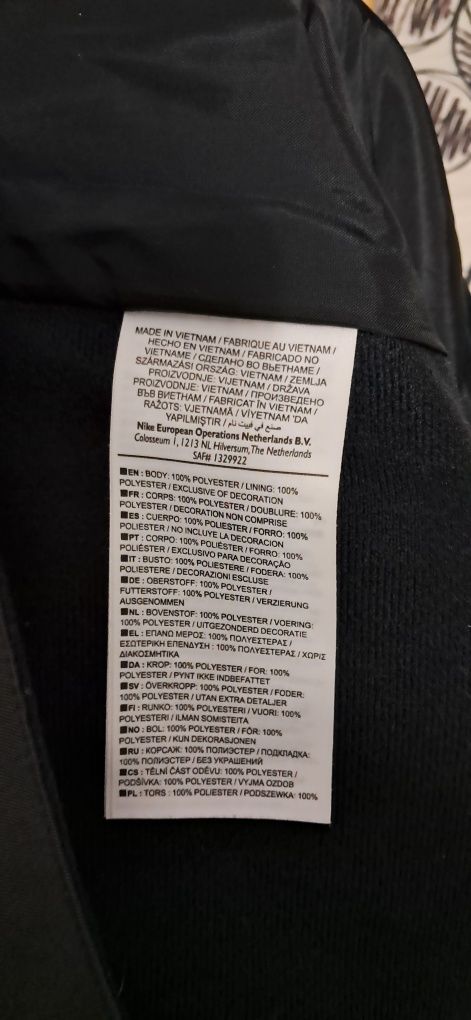 MADE IN VIETNAM / FABRIQUE AU VIETNAM /
HECHO EN VIETNAM / FABRICADO NO
VIETNAME / СДЕЛАНО ВО ВЬЕТНАМЕ /
SZÁRMAZÁSI ORSZÁG: VIETNAM / ZEMLJA
PROIZVODNJE: VIJETNAM / DRŽAVA
PROIZVODNJE: VIETNAM / ПРОИЗВЕДЕНО
ВЪВ ВИЕТНАМ / FABRICAT ÎN VIETNAM /
RAŽOTS: VJETNAMĀ / VİYETNAM 'DA
YAPILMIŞTIR / صنع في فييت نام
Nike European Operations Netherlands B.V.
Colosseum 1, 1213 NL Hilversum, The Netherlands
SAF# 1329922
EN : BODY: 100% POLYESTER / LINING: 100%
POLYESTER / EXCLUSIVE OF DECORATION
FR : CORPS: 100% POLYESTER / DOUBLURE: 100%
POLYESTER / DECORATION NON COMPRISE
ES : CUERPO: 100% POLIESTER / FORRO: 100%
POLIESTER / NO INCLUYE LA DECORACION
PT : CORPO: 100% POLIÉSTER / FORRO: 100%
POLIÉSTER / EXCLUSIVO PARA DECORAÇÃO
IT : BUSTO: 100% POLIESTERE / FODERA: 100%
POLIESTERE / DECORAZIONI ESCLUSE
DE : OBERSTOFF: 100% POLYESTER /
FUTTERSTOFF: 100% POLYESTER / VERZIERUNG
AUSGENOMMEN
NL : BOVENSTOF: 100% POLYESTER / VOERING:
100% POLYESTER / UITGEZONDERD DECORATIE
EL : ΕΠΑΝΩ ΜΕΡΟΣ: 100% ΠΟΛΥΕΣΤΕΡΑΣ /
ΕΣΩΤΕΡΙΚΗ ΕΠΕΝΔΥΣΗ : 100% ΠΟΛΥΕΣΤΕΡΑΣ / ΧΩΡΙΣ
ΔΙΑΚΟΣΜΗΤΙΚΑ
DA : KROP: 100% POLYESTER / FOR: 100%
POLYESTER / PYNT IKKE INDBEFATTET
SV : ÖVERKROPP: 100% POLYESTER / FODER:
100% POLYESTER / UTAN EXTRA DETALJER
FI : RUNKO: 100% POLYESTERI / VUORI: 100%
POLYESTERI / ILMAN SOMISTEITA
NO : BOL: 100% POLYESTER / FÔR: 100%
POLYESTER / KUN DEKORASJONEN
RU : КОРСАЖ: 100% ПОЛИЭСТЕР / ПОДКЛАДКА:
100% ПОЛИЭСТЕР / БЕЗ УКРАШЕНИЙ
CS : TĚLNÍ ČÁST ODĚVU: 100% POLYESTER /
PODŠÍVKA: 100% POLYESTER / VYJMA OZDOB
PL : TORS : 100% POLIESTER / PODSZEWKA: 100%